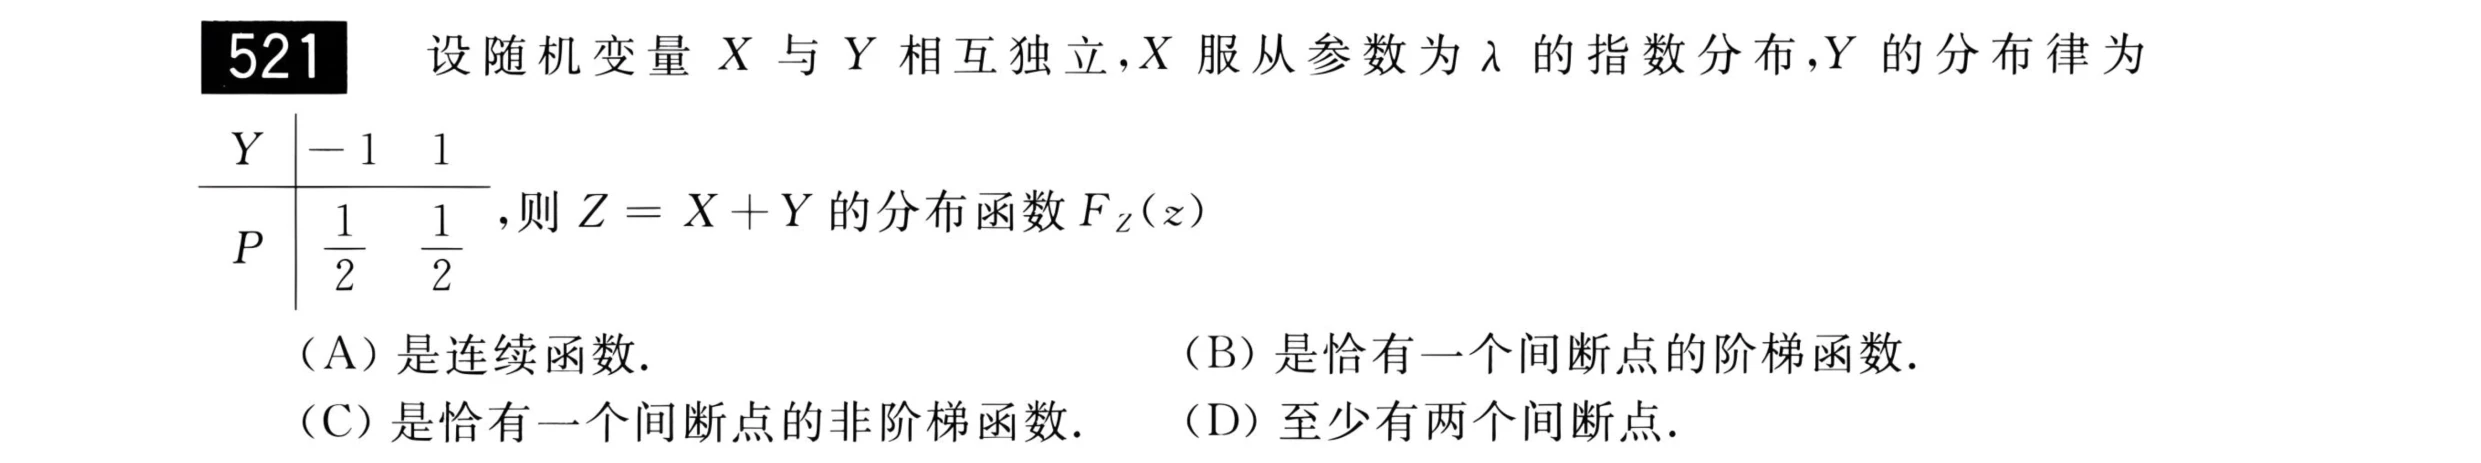 521 设随机变量 X 与 Y 相互独立,X 服从参数为 λ 的指数分布,Y 的分布律为
Y -1 1
P 1/2 1/2 ,则 Z = X + Y 的分布函数 F_Z(z)
(A) 是连续函数. (B) 是恰有一个间断点的阶梯函数.
(C) 是恰有一个间断点的非阶梯函数. (D) 至少有两个间断点.